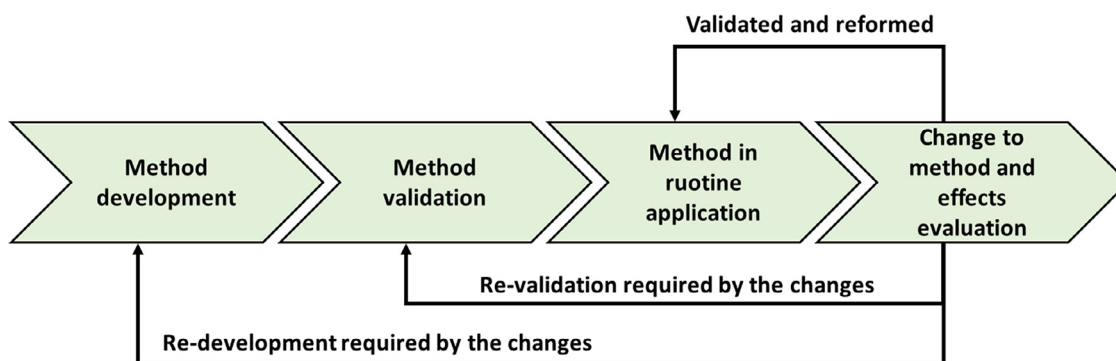 Validated and reformed
Method
development
Method
validation
Method in
ruotine
application
Change to
method and
effects
evaluation
Re-validation required by the changes
Re-development required by the changes